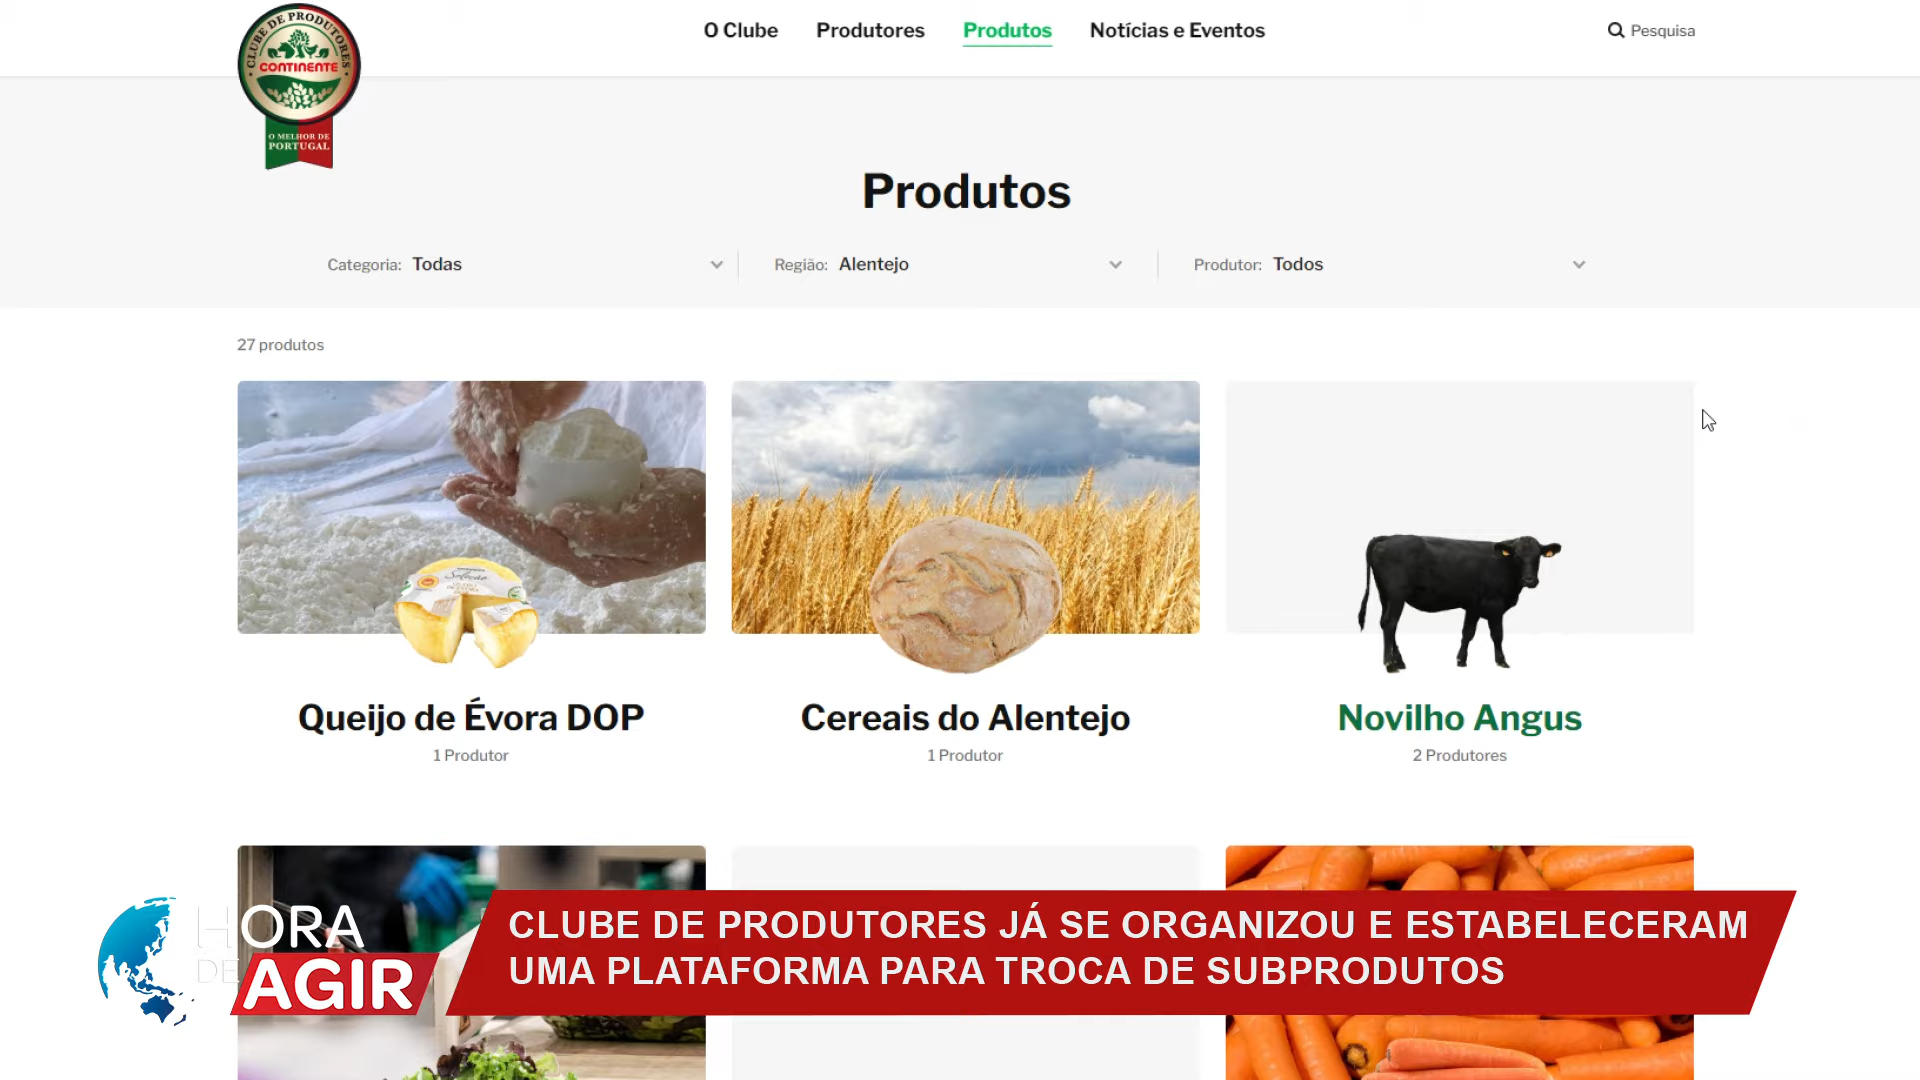 CLUBE DE PRODUTORES
CONTINENTE
O MELHOR DE
PORTUGAL
O Clube
Produtores
Produtos
Notícias e Eventos
Pesquisa
Produtos
Categoria: Todas
Região: Alentejo
Produtor: Todos
27 produtos
Seleção
Queijo de Évora DOP
1 Produtor
Cereais do Alentejo
1 Produtor
Novilho Angus
2 Produtores
HORA
DE
AGIR
CLUBE DE PRODUTORES JÁ SE ORGANIZOU E ESTABELECERAM
UMA PLATAFORMA PARA TROCA DE SUBPRODUTOS